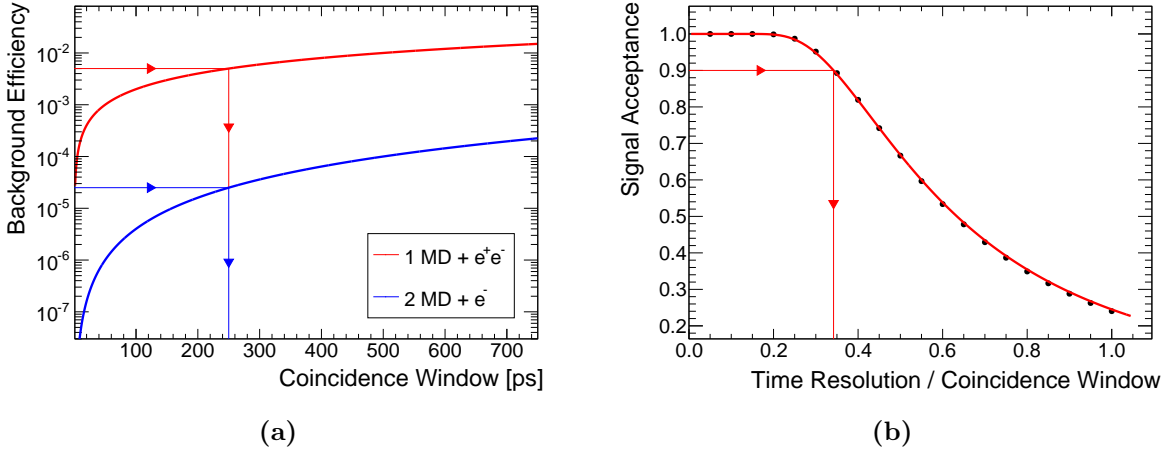 Background Efficiency
10⁻²
10⁻³
10⁻⁴
10⁻⁵
10⁻⁶
10⁻⁷
1 MD + e⁺e⁻
2 MD + e⁻
100 200 300 400 500 600 700
Coincidence Window [ps]
(a)
Signal Acceptance
1.0
0.9
0.8
0.7
0.6
0.5
0.4
0.3
0.2
0.0 0.2 0.4 0.6 0.8 1.0
Time Resolution / Coincidence Window
(b)